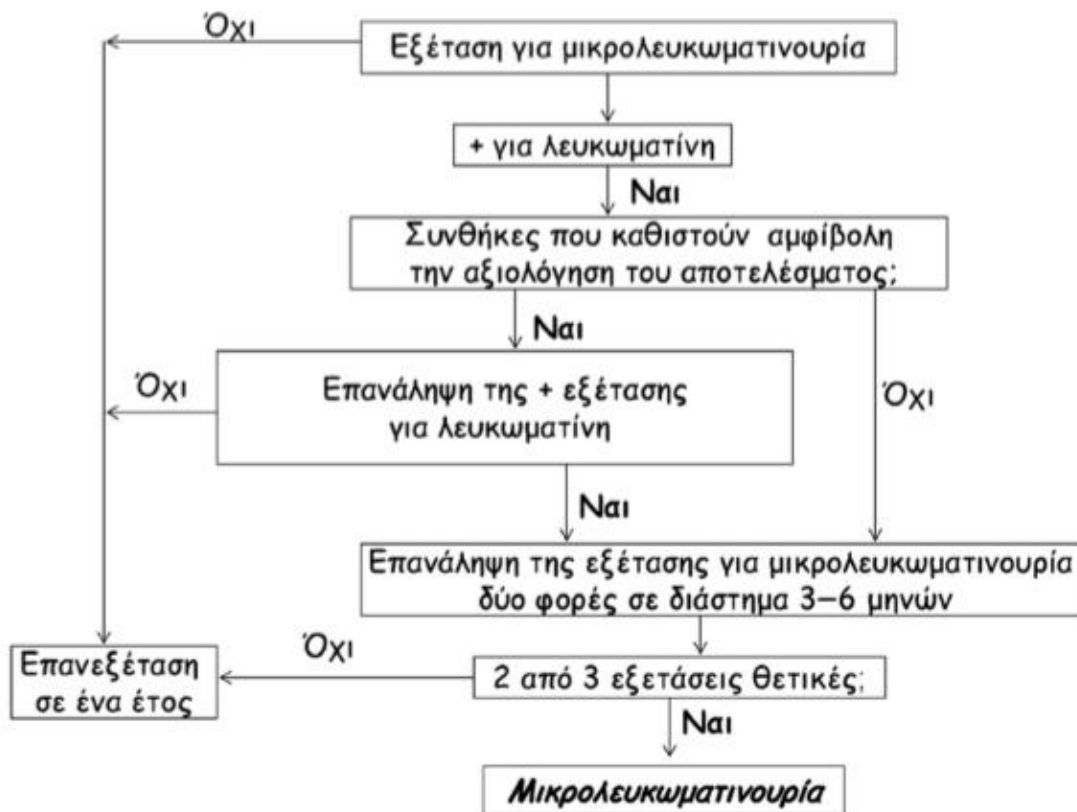 Όχι
Εξέταση για μικρολευκωματινουρία
+ για λευκωματίνη
Ναι
Συνθήκες που καθιστούν αμφίβολη
την αξιολόγηση του αποτελέσματος;
Ναι
Όχι
Επανάληψη της + εξέτασης
για λευκωματίνη
Όχι
Ναι
Επανάληψη της εξέτασης για μικρολευκωματινουρία
δύο φορές σε διάστημα 3–6 μηνών
Όχι
Επανεξέταση
σε ένα έτος
2 από 3 εξετάσεις θετικές;
Ναι
Μικρολευκωματινουρία